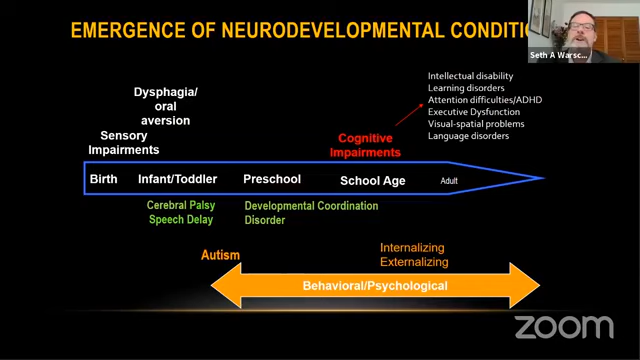 EMERGENCE OF NEURODEVELOPMENTAL CONDITIO
Seth A Warsc...
Intellectual disability
Learning disorders
Attention difficulties/ADHD
Executive Dysfunction
Visual-spatial problems
Language disorders
Dysphagia/
oral
aversion
Sensory
Impairments
Cognitive
Impairments
Birth
Infant/Toddler
Preschool
School Age
Adult
Cerebral Palsy
Speech Delay
Developmental Coordination
Disorder
Autism
Internalizing
Externalizing
Behavioral/Psychological
zoom